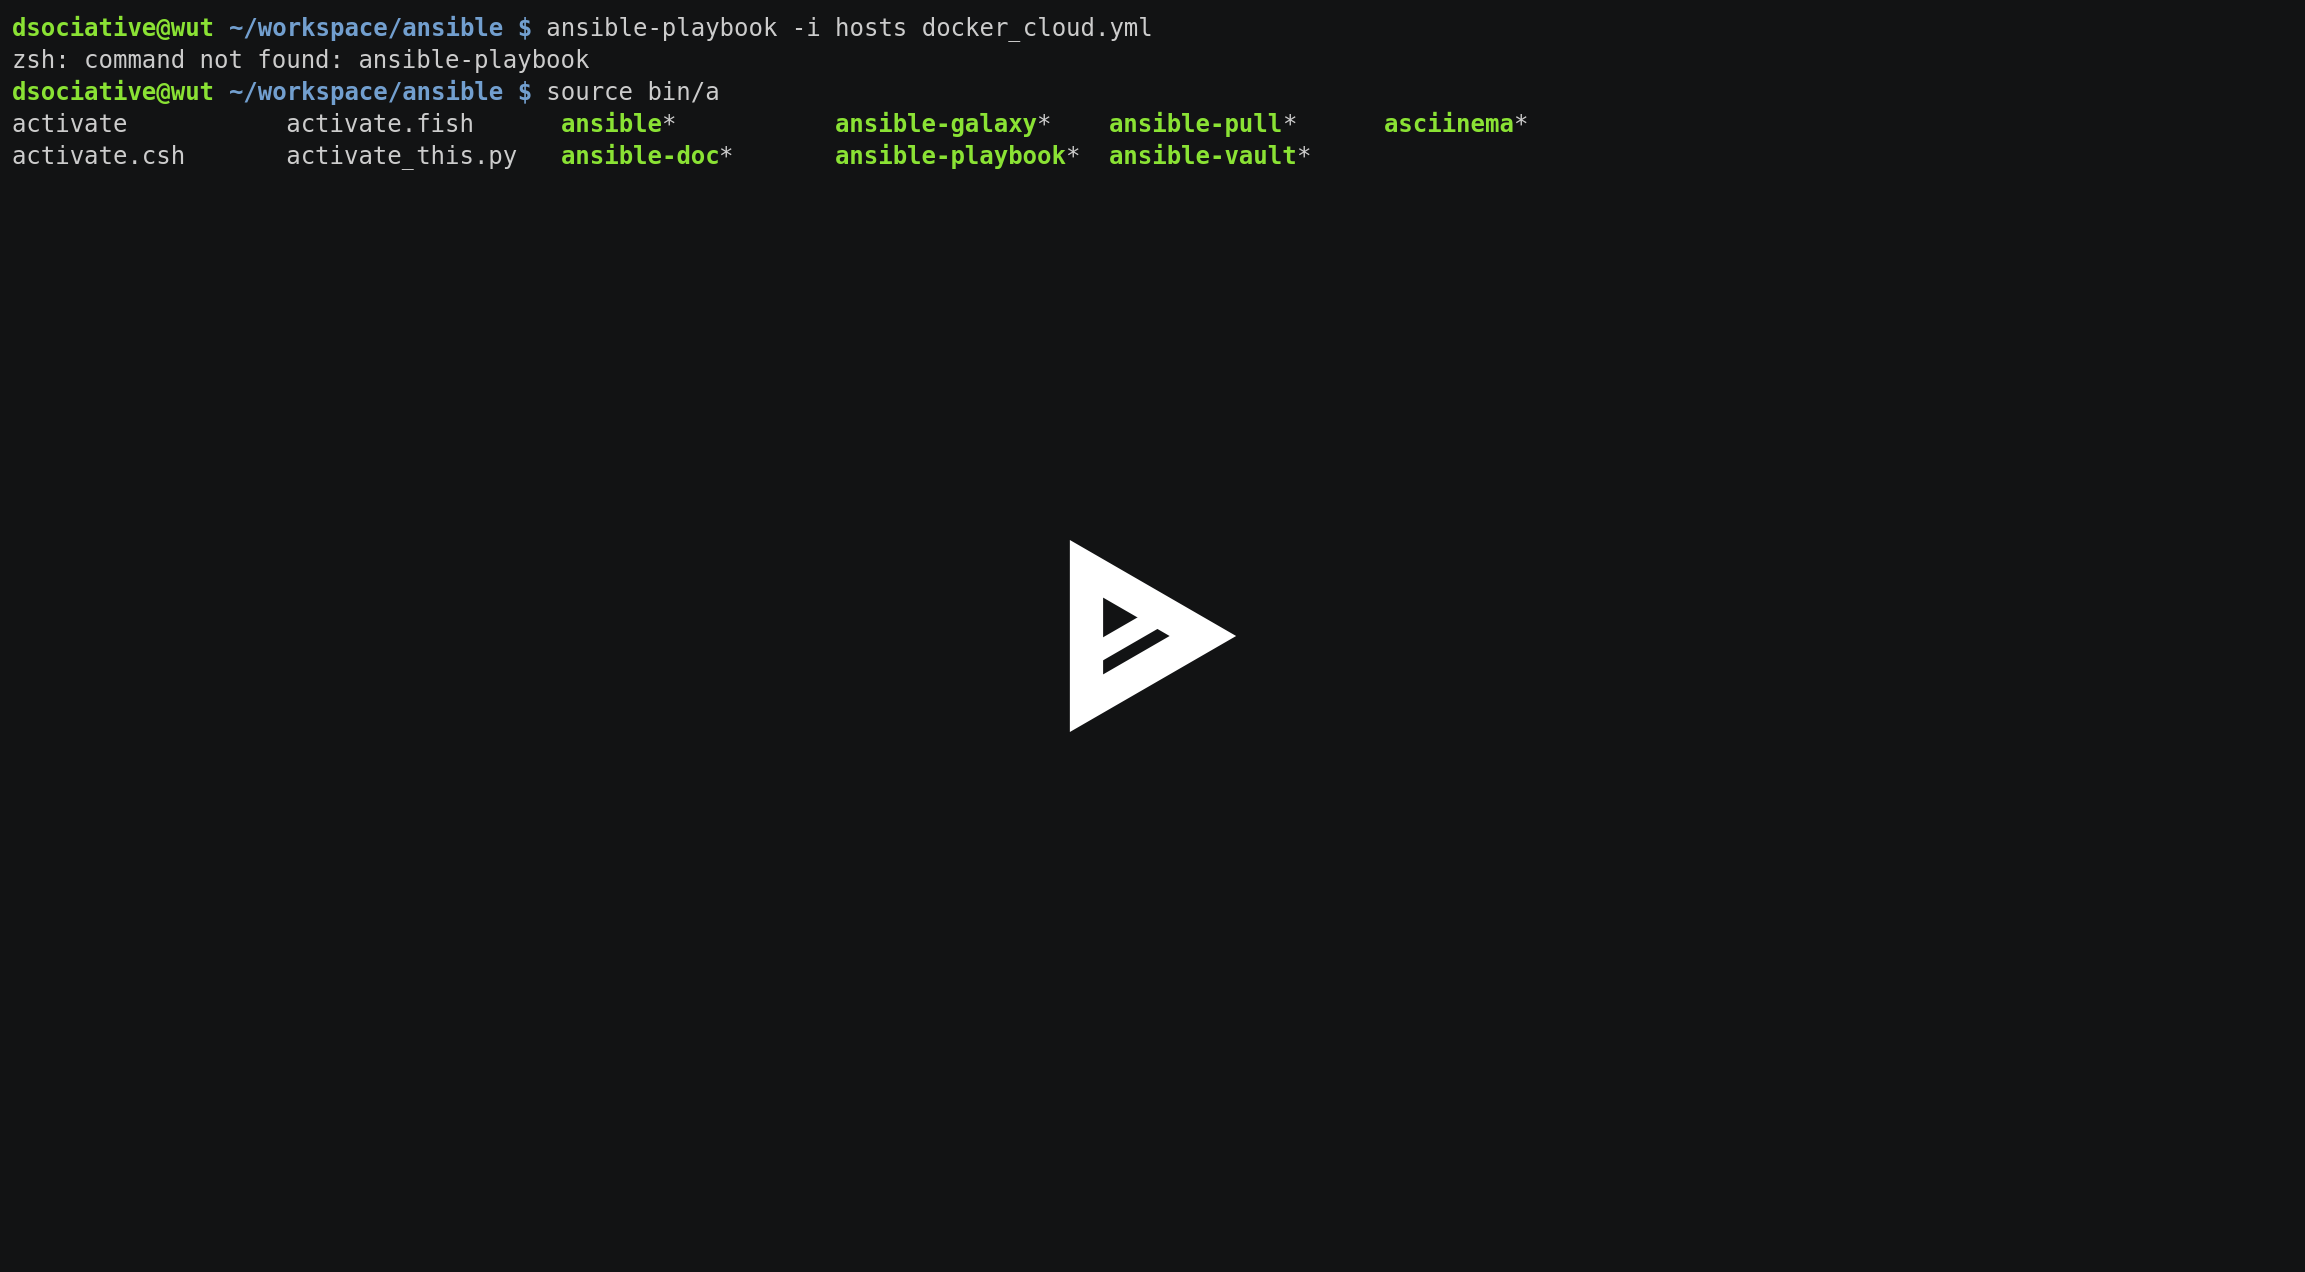 dsociative@wut ~/workspace/ansible $ ansible-playbook -i hosts docker_cloud.yml
zsh: command not found: ansible-playbook
dsociative@wut ~/workspace/ansible $ source bin/a
activate           activate.fish      ansible*           ansible-galaxy*    ansible-pull*      asciinema*
activate.csh       activate_this.py   ansible-doc*       ansible-playbook*  ansible-vault*